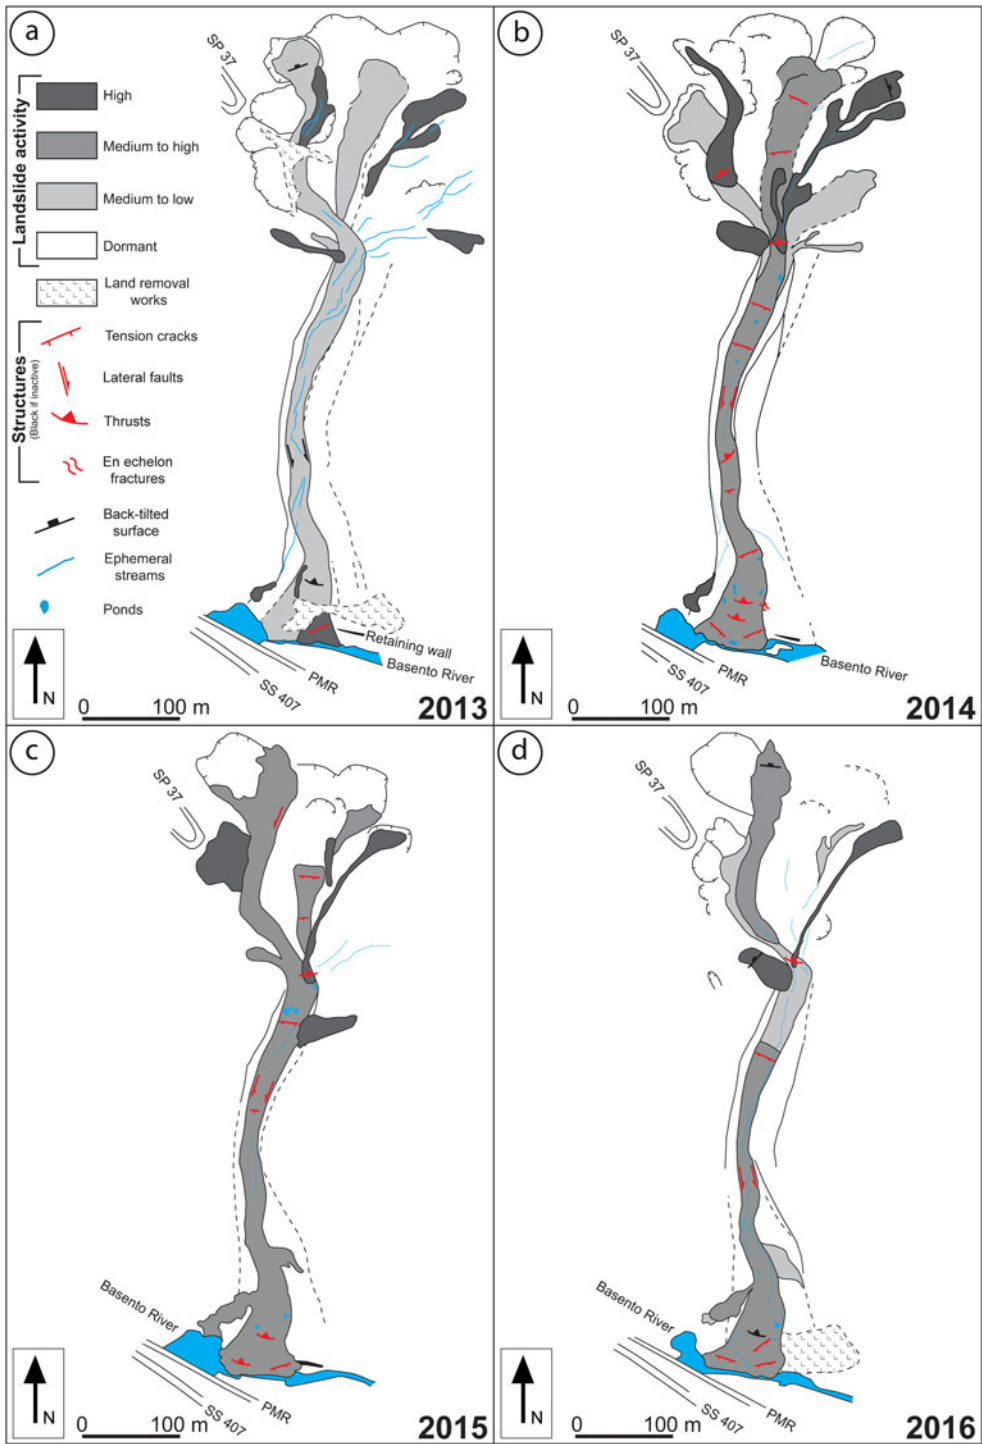 a
SP 37
Landslide activity
High
Medium to high
Medium to low
Dormant
Land removal
works
Structures
(Black if inactive)
Tension cracks
Lateral faults
Thrusts
En echelon
fractures
Back-tilted
surface
Ephemeral
streams
Ponds
Retaining wall
Basento River
PMR
SS 407
N
0 100 m
2013
b
SP 37
Basento River
PMR
SS 407
N
0 100 m
2014
c
SP 37
Basento River
PMR
SS 407
N
0 100 m
2015
d
SP 37
Basento River
PMR
SS 407
N
0 100 m
2016